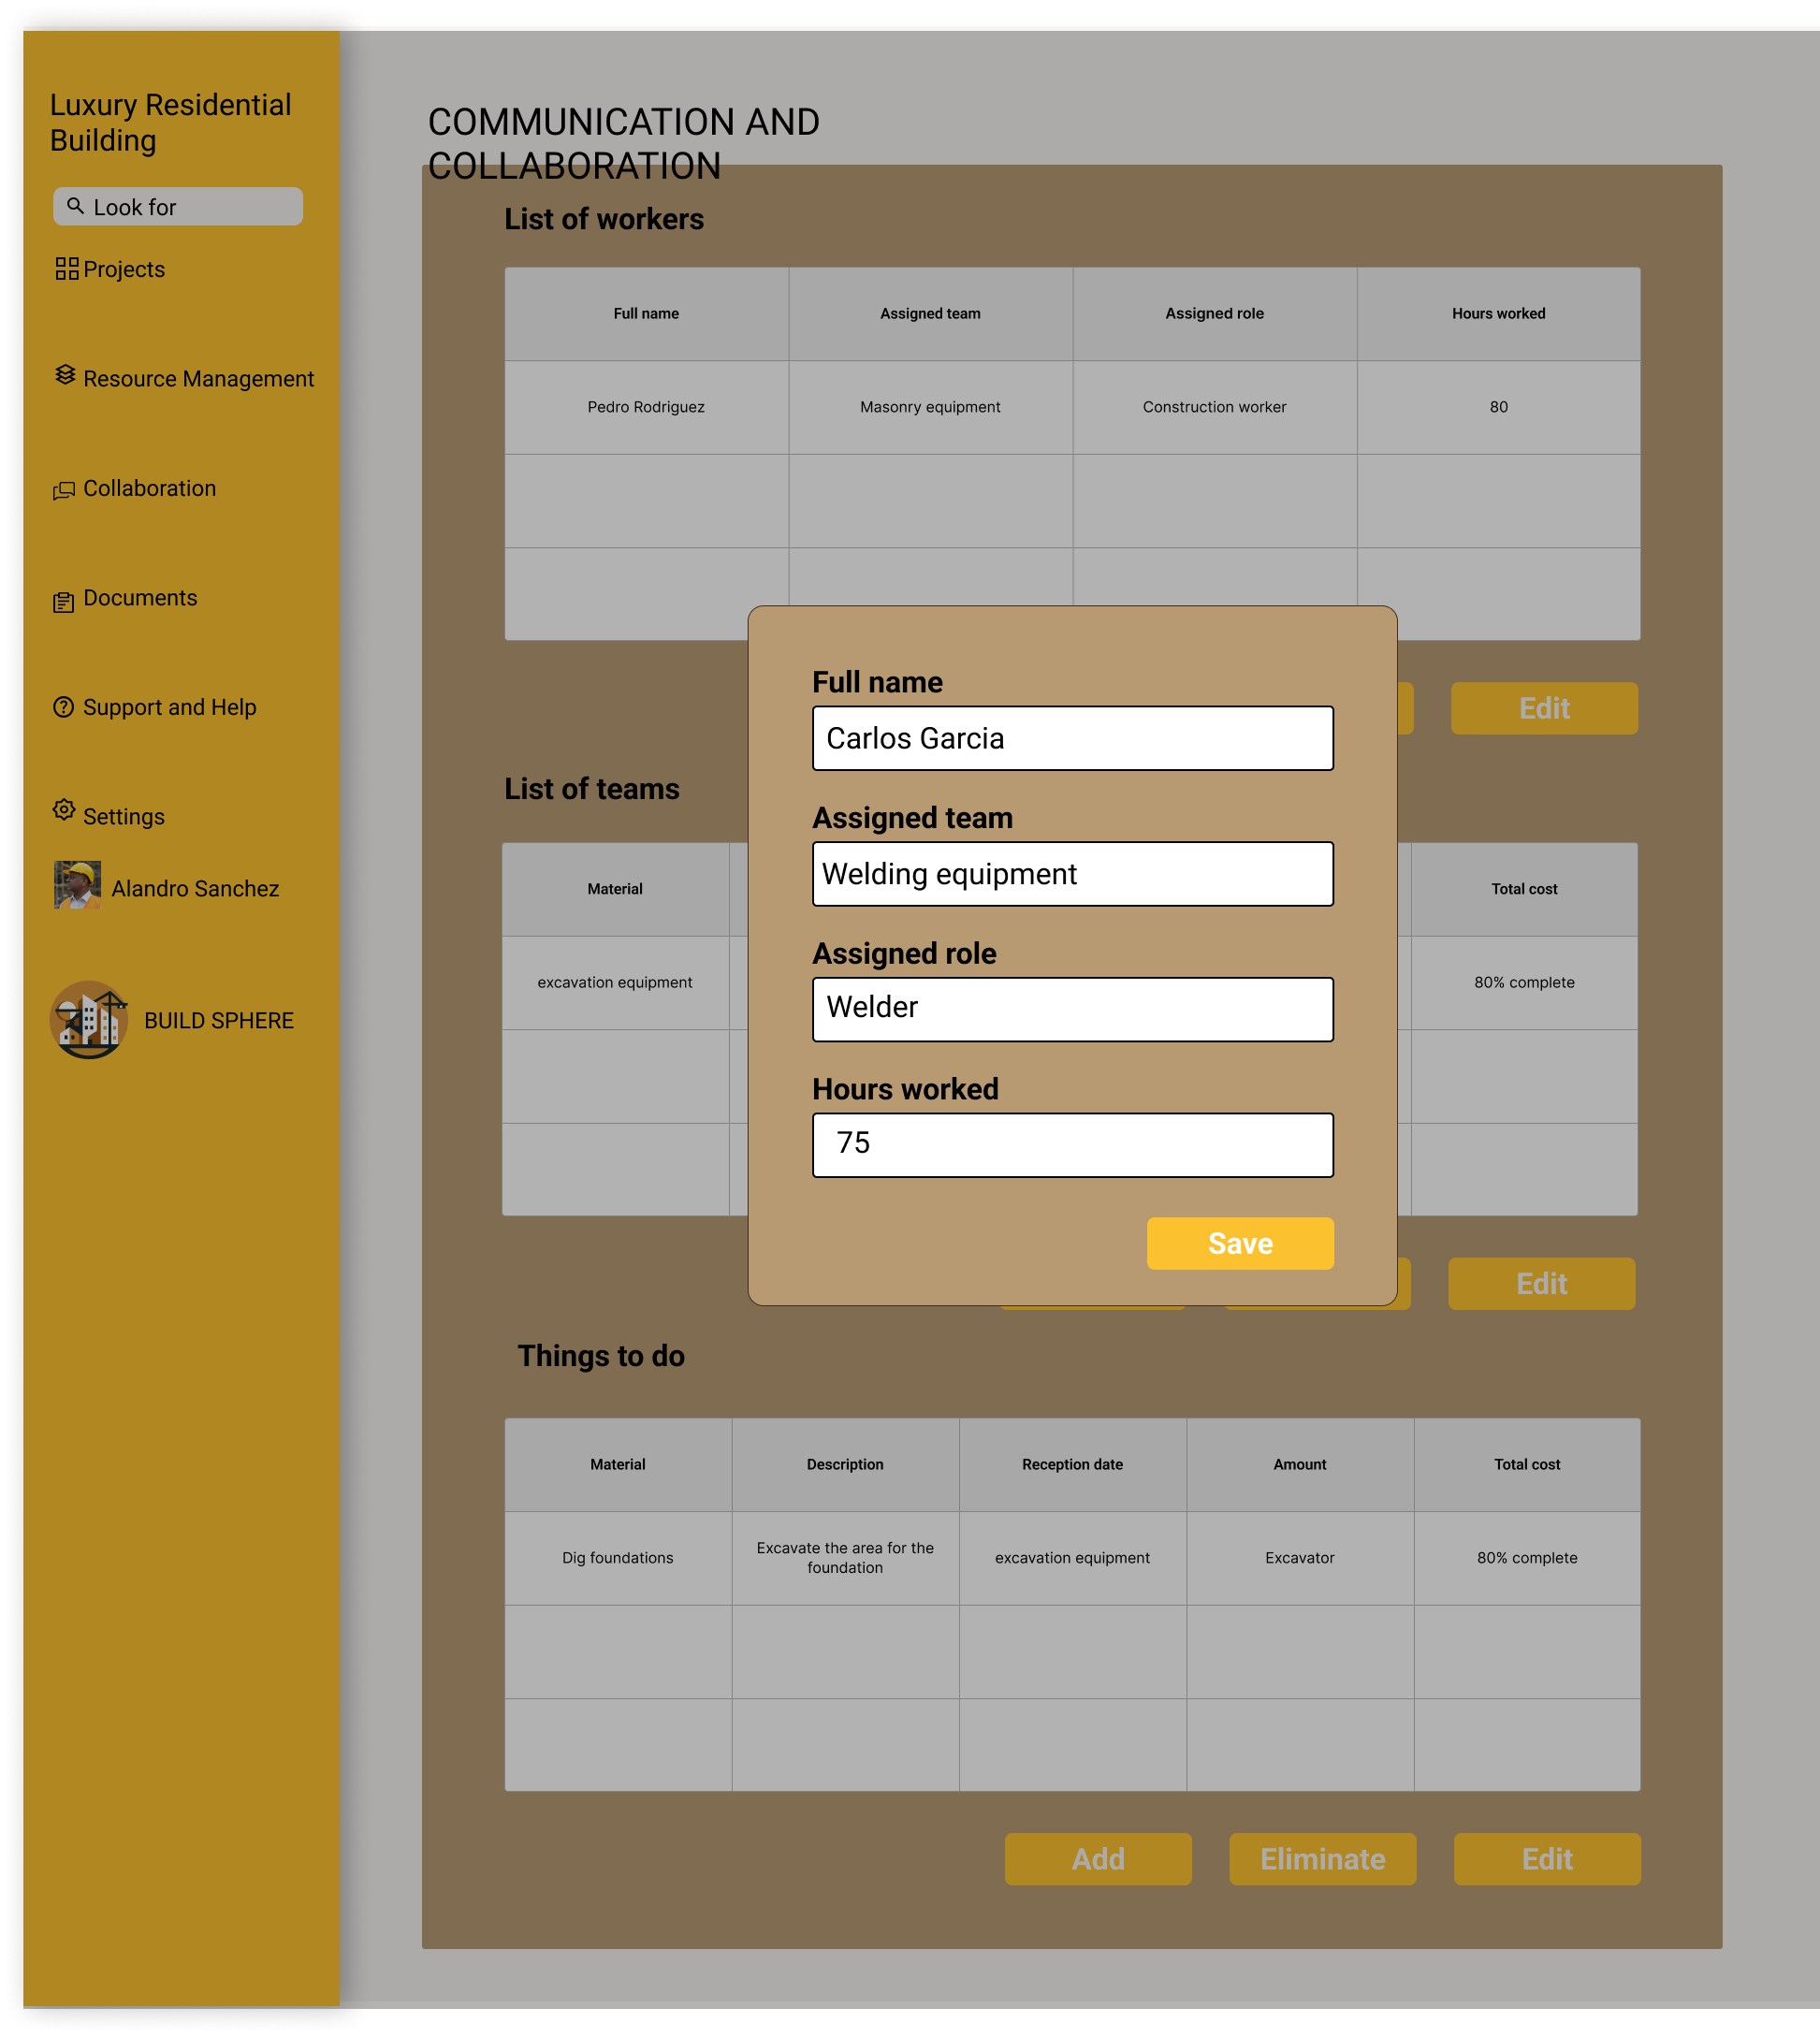 Luxury Residential
Building
Look for
Projects
Resource Management
Collaboration
Documents
Support and Help
Settings
Alandro Sanchez
BUILD SPHERE
COMMUNICATION AND
COLLABORATION
List of workers
Full name Assigned team Assigned role Hours worked
Pedro Rodriguez Masonry equipment Construction worker 80
Edit
Full name
Carlos Garcia
Assigned team
Welding equipment
Assigned role
Welder
Hours worked
75
Save
List of teams
Material Total cost
excavation equipment 80% complete
Edit
Things to do
Material Description Reception date Amount Total cost
Dig foundations Excavate the area for the
foundation excavation equipment Excavator 80% complete
Add Eliminate Edit